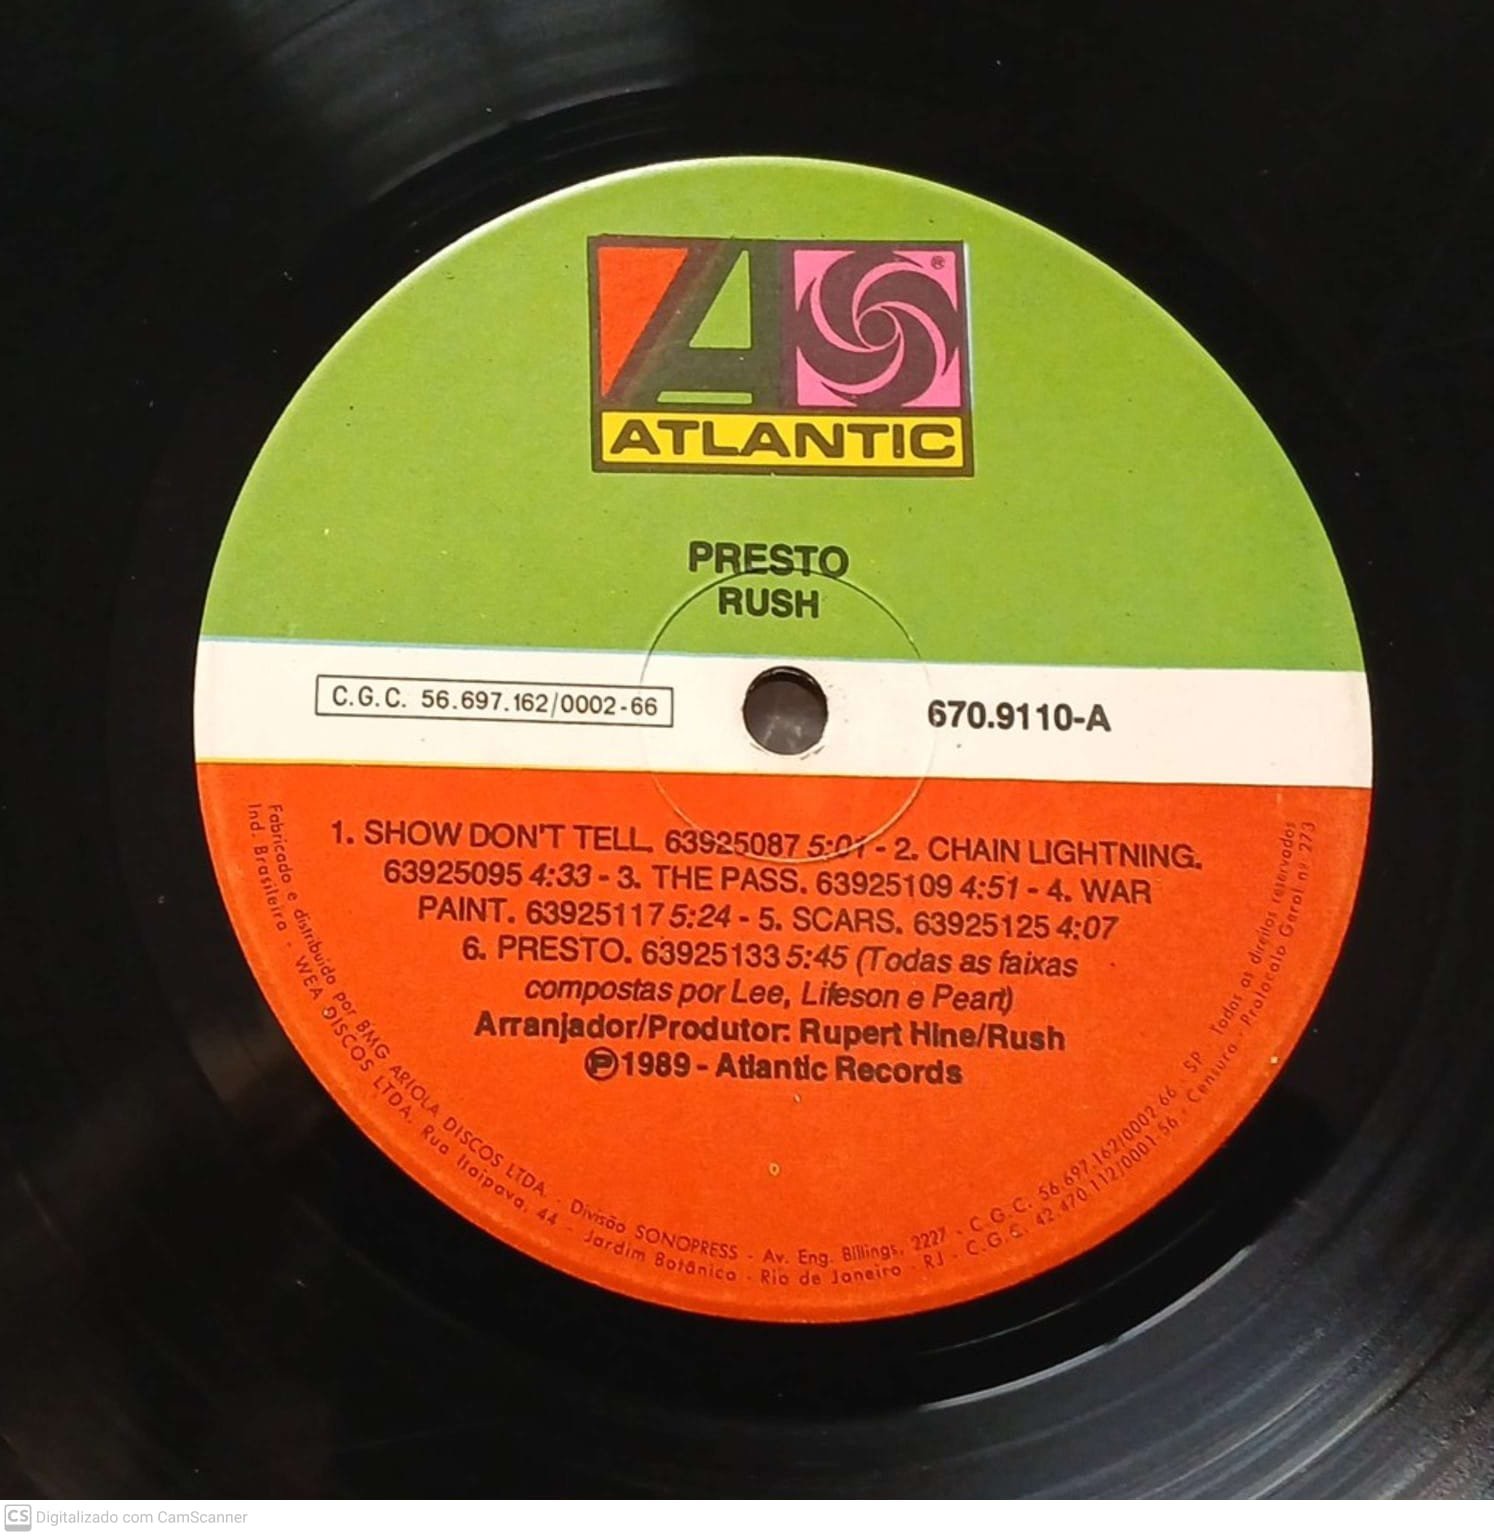 ATLANTIC
®
PRESTO
RUSH
C.G.C. 56.697.162/0002-66
670.9110-A
1. SHOW DON'T TELL. 63925087 5:01 - 2. CHAIN LIGHTNING.
63925095 4:33 - 3. THE PASS. 63925109 4:51 - 4. WAR
PAINT. 63925117 5:24 - 5. SCARS. 63925125 4:07
6. PRESTO. 63925133 5:45 (Todas as faixas
compostas por Lee, Lifeson e Peart)
Arranjador/Produtor: Rupert Hine/Rush
Ⓟ1989 - Atlantic Records
Fabricado e distribuido por BMG ARIOLA DISCOS LTDA. - Divisão SONOPRESS - Av. Eng. Billings, 2227 - C.G.C. 56.697.162/0002-66 - SP. Todos os direitos reservados
Ind. Brasileira - WEA DISCOS LTDA. Rua Itaipava, 44 - Jardim Botânico - Rio de Janeiro - RJ - C.G.C. 42.470.112/0001-56 - Censura - Protocolo Geral nº 273
CS Digitalizado com CamScanner